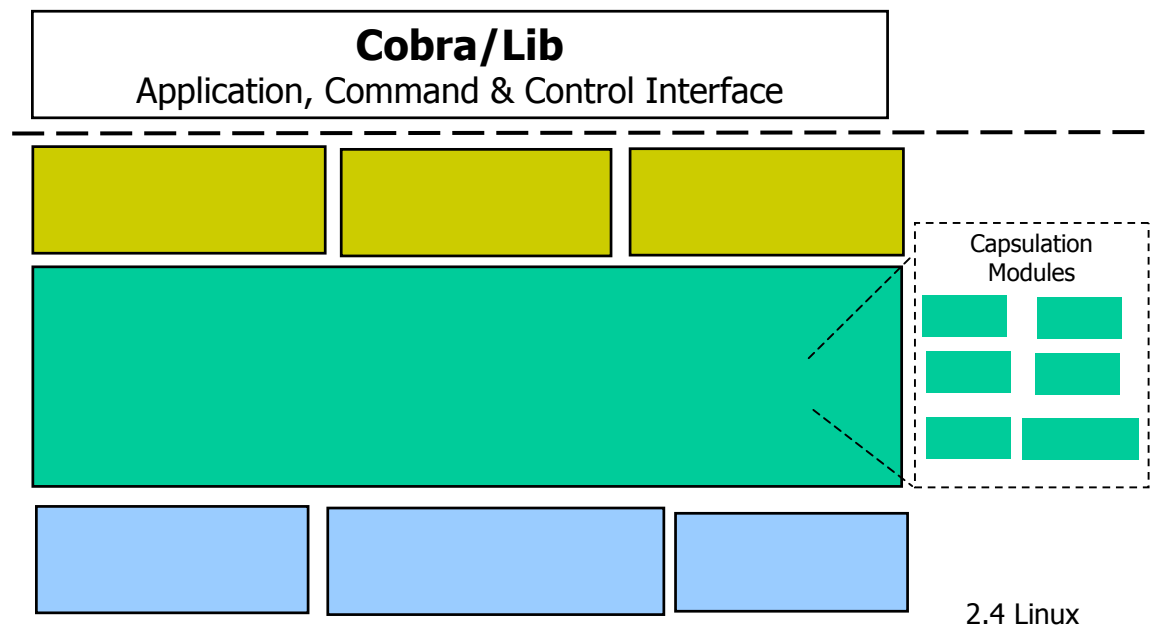 Cobra/Lib
Application, Command & Control Interface
Capsulation
Modules
2.4 Linux